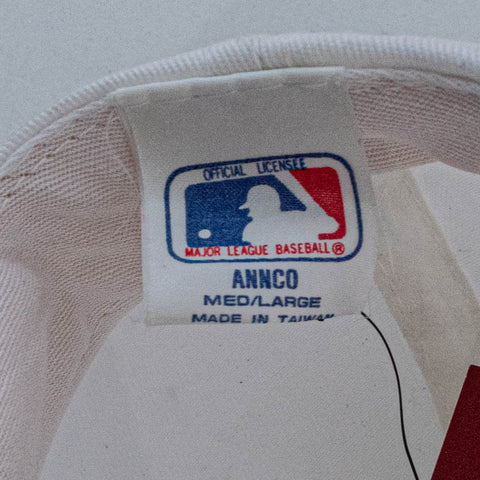 OFFICIAL LICENSEE
MAJOR LEAGUE BASEBALL®
ANNCO
MED/LARGE
MADE IN TAIWAN